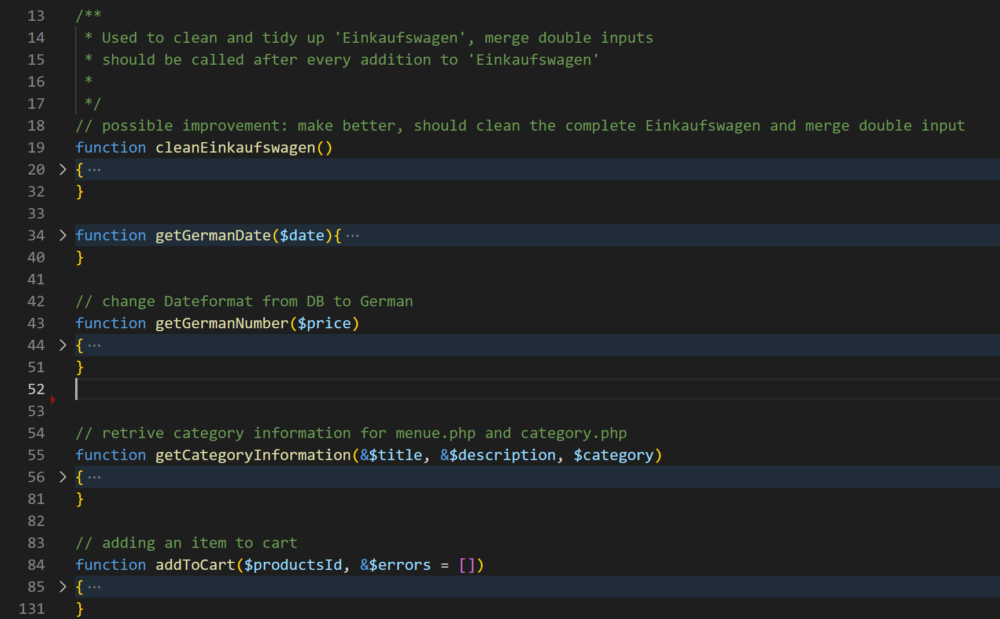 13 /**
14 * Used to clean and tidy up 'Einkaufswagen', merge double inputs
15 * should be called after every addition to 'Einkaufswagen'
16 *
17 */
18 // possible improvement: make better, should clean the complete Einkaufswagen and merge double input
19 function cleanEinkaufswagen()
20 > { ···
32 }
33
34 > function getGermanDate($date){ ···
40 }
41
42 // change Dateformat from DB to German
43 function getGermanNumber($price)
44 > { ···
51 }
52
53
54 // retrive category information for menue.php and category.php
55 function getCategoryInformation(&$title, &$description, $category)
56 > { ···
81 }
82
83 // adding an item to cart
84 function addToCart($productsId, &$errors = [])
85 > { ···
131 }